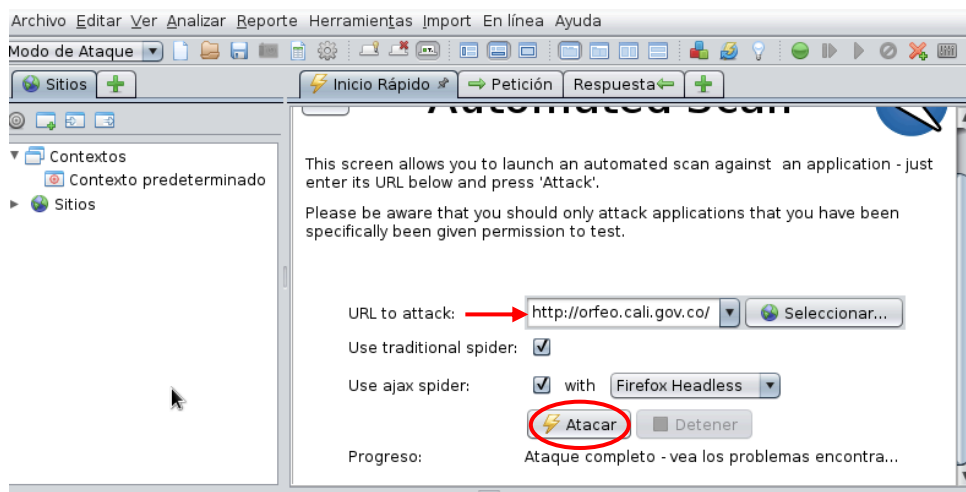 Archivo Editar Ver Analizar Reporte Herramientas Import En línea Ayuda
Modo de Ataque
Sitios
Inicio Rápido
Petición
Respuesta
Automated Scan
Contextos
Contexto predeterminado
Sitios
This screen allows you to launch an automated scan against an application - just
enter its URL below and press 'Attack'.
Please be aware that you should only attack applications that you have been
specifically been given permission to test.
URL to attack:
http://orfeo.cali.gov.co/
Seleccionar...
Use traditional spider:
Use ajax spider:
with
Firefox Headless
Atacar
Detener
Progreso:
Ataque completo - vea los problemas encontra...